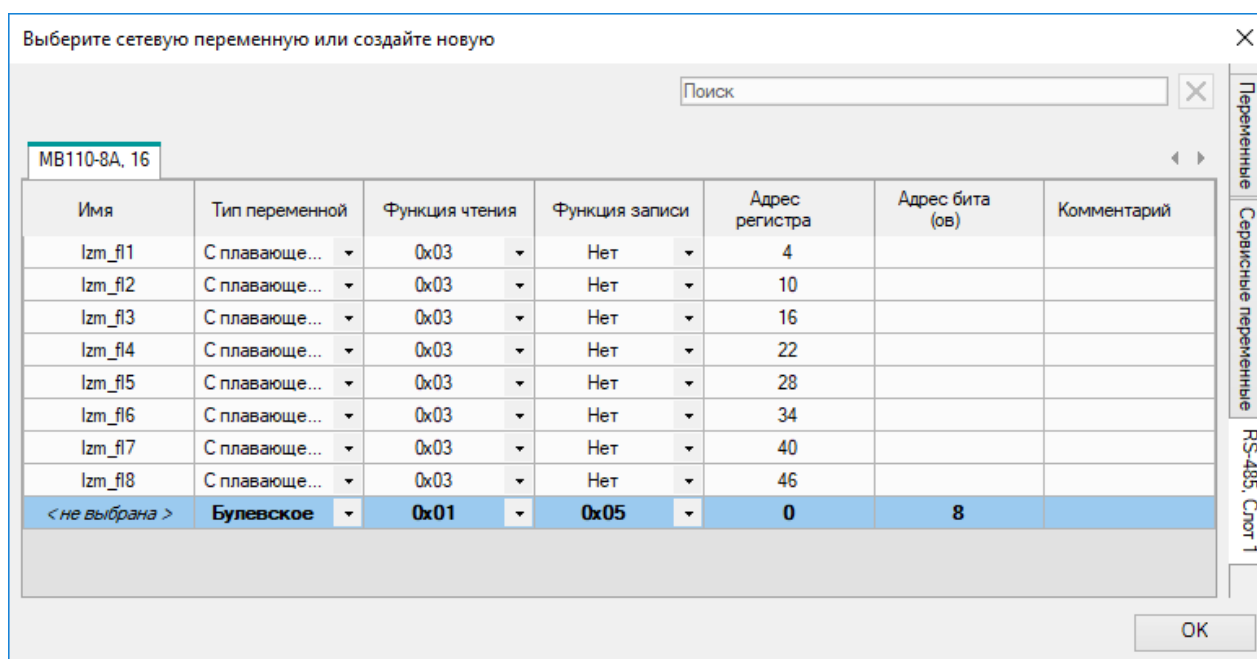 Выберите сетевую переменную или создайте новую
Поиск
МВ110-8А, 16
Имя Тип переменной Функция чтения Функция записи Адрес регистра Адрес бита (ов) Комментарий
Izm_fl1 С плавающе... 0x03 Нет 4
Izm_fl2 С плавающе... 0x03 Нет 10
Izm_fl3 С плавающе... 0x03 Нет 16
Izm_fl4 С плавающе... 0x03 Нет 22
Izm_fl5 С плавающе... 0x03 Нет 28
Izm_fl6 С плавающе... 0x03 Нет 34
Izm_fl7 С плавающе... 0x03 Нет 40
Izm_fl8 С плавающе... 0x03 Нет 46
<не выбрана> Булевское 0x01 0x05 0 8
Переменные
Сервисные переменные
RS-485, Слот 1
OK